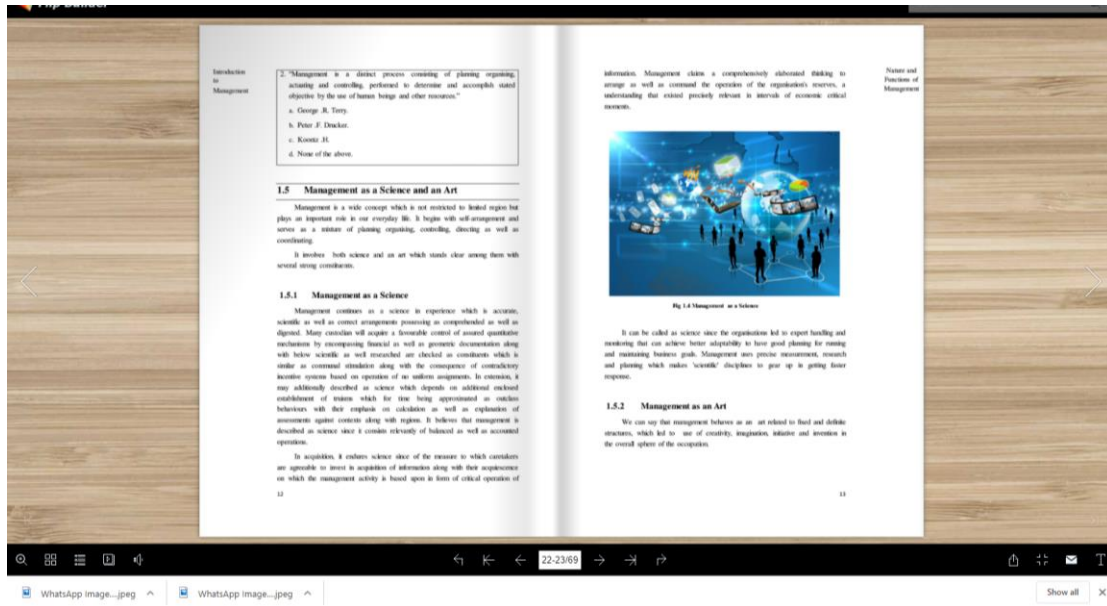 Introduction
to
Management
2. "Management is a distinct process consisting of planning organising,
actuating and controlling, performed to determine and accomplish stated
objective by the use of human beings and other resources."
a. George .R. Terry.
b. Peter .F. Drucker.
c. Koontz .H.
d. None of the above.
1.5 Management as a Science and an Art
Management is a wide concept which is not restricted to limited region but
plays an important role in our everyday life. It begins with self-arrangement and
serves as a mixture of planning organising, controlling, directing as well as
coordinating.
It involves both science and an art which stands clear among them with
several strong constituents.
1.5.1 Management as a Science
Management continues as a science in experience which is accurate,
scientific as well as correct arrangements possessing as comprehended as well as
digested. Many custodian will acquire a favourable control of assured quantitative
mechanisms by encompassing financial as well as geometric documentation along
with below scientific as well researched are checked as constituents which is
similar as communal stimulation along with the consequence of contradictory
incentive systems based on operation of no uniform assignments. In extension, it
may additionally described as science which depends on additional enclosed
establishment of truisms which for time being approximated as outclass
behaviours with their emphasis on calculation as well as explanation of
assessments against contexts along with regions. It believes that management is
described as science since it consists relevantly of balanced as well as accounted
operations.
In acquisition, it endures science since of the measure to which caretakers
are agreeable to invest in acquisition of information along with their acquiescence
on which the management activity is based upon in form of critical operation of
12
Nature and
Functions of
Management
information. Management claims a comprehensively elaborated thinking to
arrange as well as command the operation of the organisation's reserves, a
understanding that existed precisely relevant in intervals of economic critical
moments.
Fig 1.4 Management as a Science
It can be called as science since the organisations led to expert handling and
monitoring that can achieve better adaptability to have good planning for running
and maintaining business goals. Management uses precise measurement, research
and planning which makes 'scientific' disciplines to gear up in getting faster
response.
1.5.2 Management as an Art
We can say that management behaves as an art related to fixed and definite
structures, which led to use of creativity, imagination, initiative and invention in
the overall sphere of the occupation.
13
22-23/69
WhatsApp Image....jpeg
WhatsApp Image....jpeg
Show all